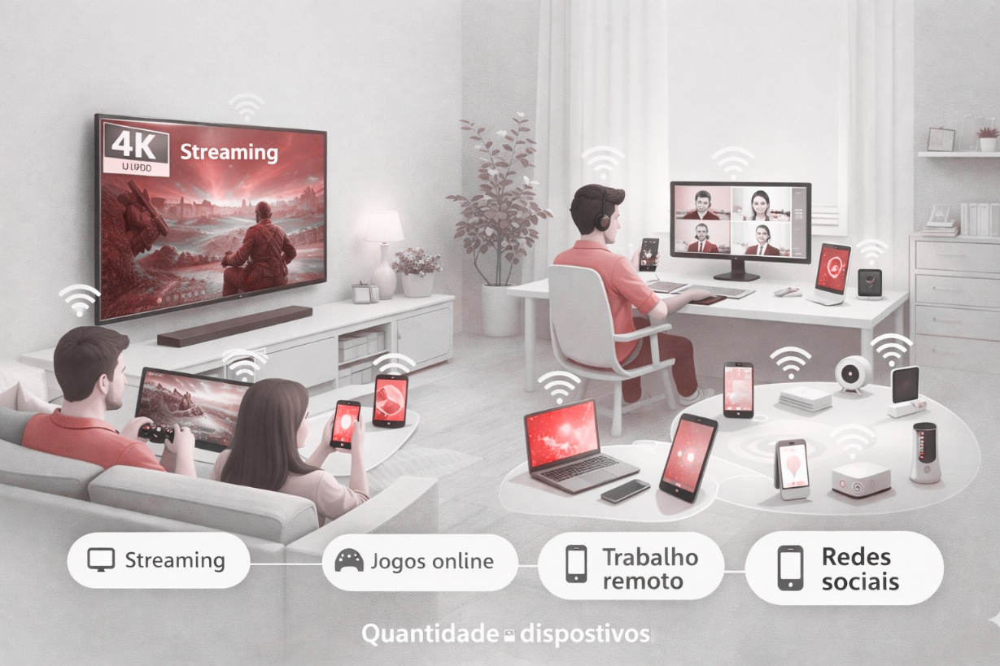 4K
Streaming
Streaming
Jogos online
Trabalho
remoto
Redes
sociais
Quantidade dispostivos